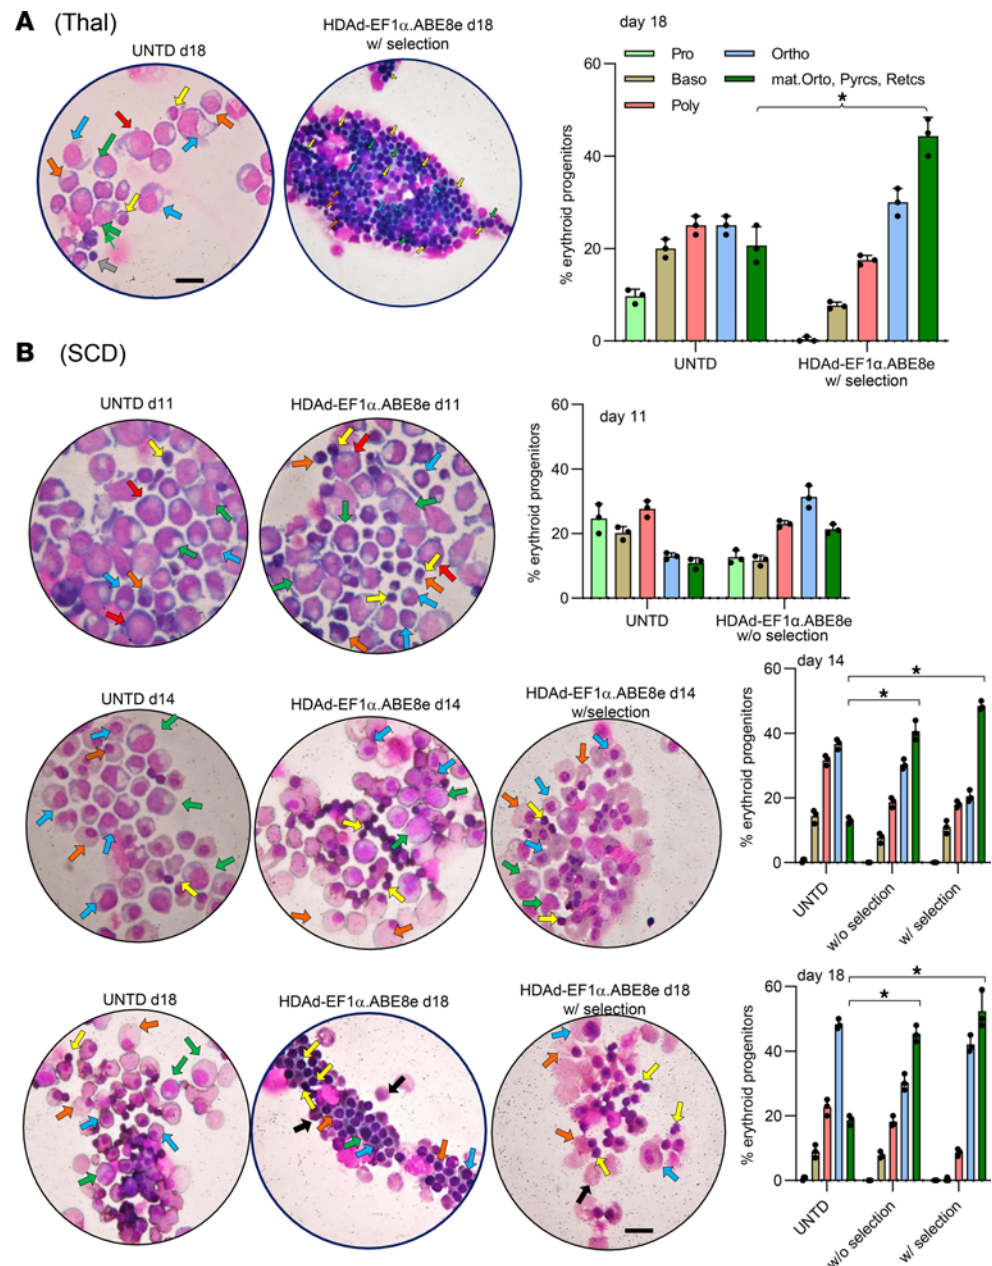 A (Thal)
UNTD d18
HDAd-EF1α.ABE8e d18
w/ selection
day 18
Pro
Baso
Poly
Ortho
mat.Orto, Pyrcs, Retcs
*
% erythroid progenitors
60
40
20
0
UNTD
HDAd-EF1α.ABE8e
w/ selection
B (SCD)
UNTD d11
HDAd-EF1α.ABE8e d11
day 11
% erythroid progenitors
60
40
20
0
UNTD
HDAd-EF1α.ABE8e
w/o selection
UNTD d14
HDAd-EF1α.ABE8e d14
HDAd-EF1α.ABE8e d14
w/selection
day 14
*
*
% erythroid progenitors
60
40
20
0
UNTD
w/o selection
w/ selection
UNTD d18
HDAd-EF1α.ABE8e d18
HDAd-EF1α.ABE8e d18
w/ selection
day 18
*
*
% erythroid progenitors
60
40
20
0
UNTD
w/o selection
w/ selection